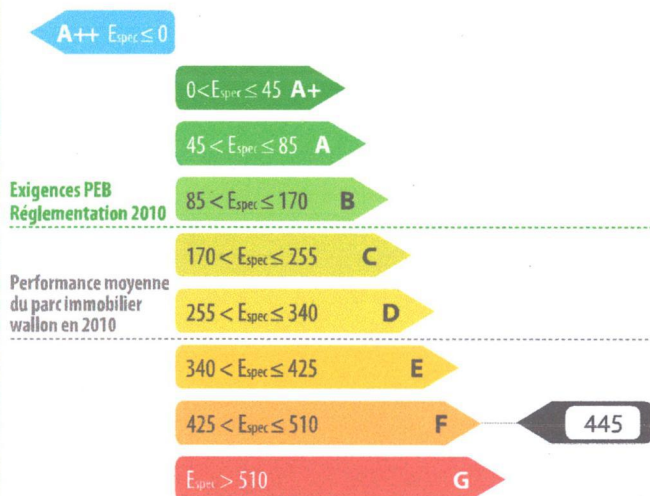 A++ Espec ≤ 0
0 < Espec ≤ 45 A+
45 < Espec ≤ 85 A
Exigences PEB
Réglementation 2010
85 < Espec ≤ 170 B
170 < Espec ≤ 255 C
Performance moyenne
du parc immobilier
wallon en 2010
255 < Espec ≤ 340 D
340 < Espec ≤ 425 E
425 < Espec ≤ 510 F
445
Espec > 510 G